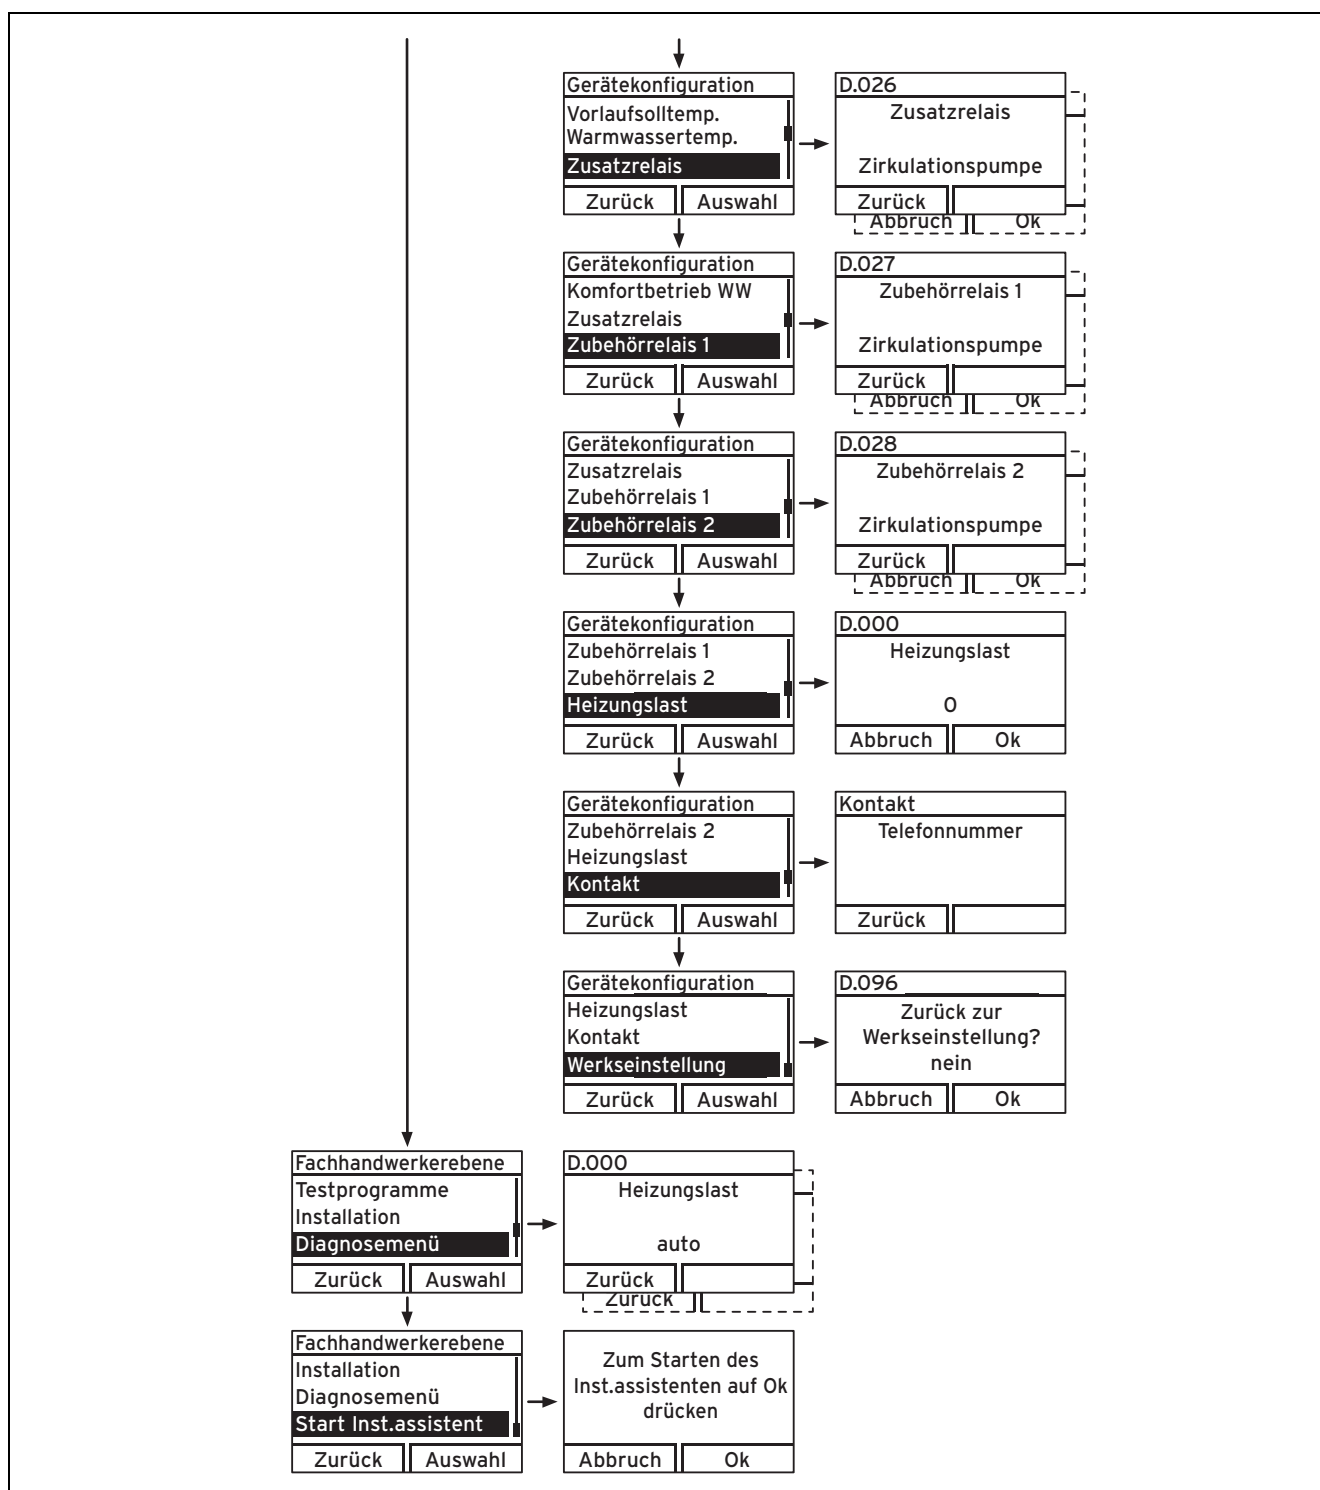 Gerätekonfiguration
Vorlaufsolltemp.
Warmwassertemp.
Zusatzrelais
Zurück Auswahl
D.026
Zusatzrelais
Zirkulationspumpe
Zurück
Abbruch Ok
Gerätekonfiguration
Komfortbetrieb WW
Zusatzrelais
Zubehörrelais 1
Zurück Auswahl
D.027
Zubehörrelais 1
Zirkulationspumpe
Zurück
Abbruch Ok
Gerätekonfiguration
Zusatzrelais
Zubehörrelais 1
Zubehörrelais 2
Zurück Auswahl
D.028
Zubehörrelais 2
Zirkulationspumpe
Zurück
Abbruch Ok
Gerätekonfiguration
Zubehörrelais 1
Zubehörrelais 2
Heizungslast
Zurück Auswahl
D.000
Heizungslast
0
Abbruch Ok
Gerätekonfiguration
Zubehörrelais 2
Heizungslast
Kontakt
Zurück Auswahl
Kontakt
Telefonnummer
Zurück
Gerätekonfiguration
Heizungslast
Kontakt
Werkseinstellung
Zurück Auswahl
D.096
Zurück zur
Werkseinstellung?
nein
Abbruch Ok
Fachhandwerkerebene
Testprogramme
Installation
Diagnosemenü
Zurück Auswahl
D.000
Heizungslast
auto
Zurück
Zurück
Fachhandwerkerebene
Installation
Diagnosemenü
Start Inst.assistent
Zurück Auswahl
Zum Starten des
Inst.assistenten auf Ok
drücken
Abbruch Ok